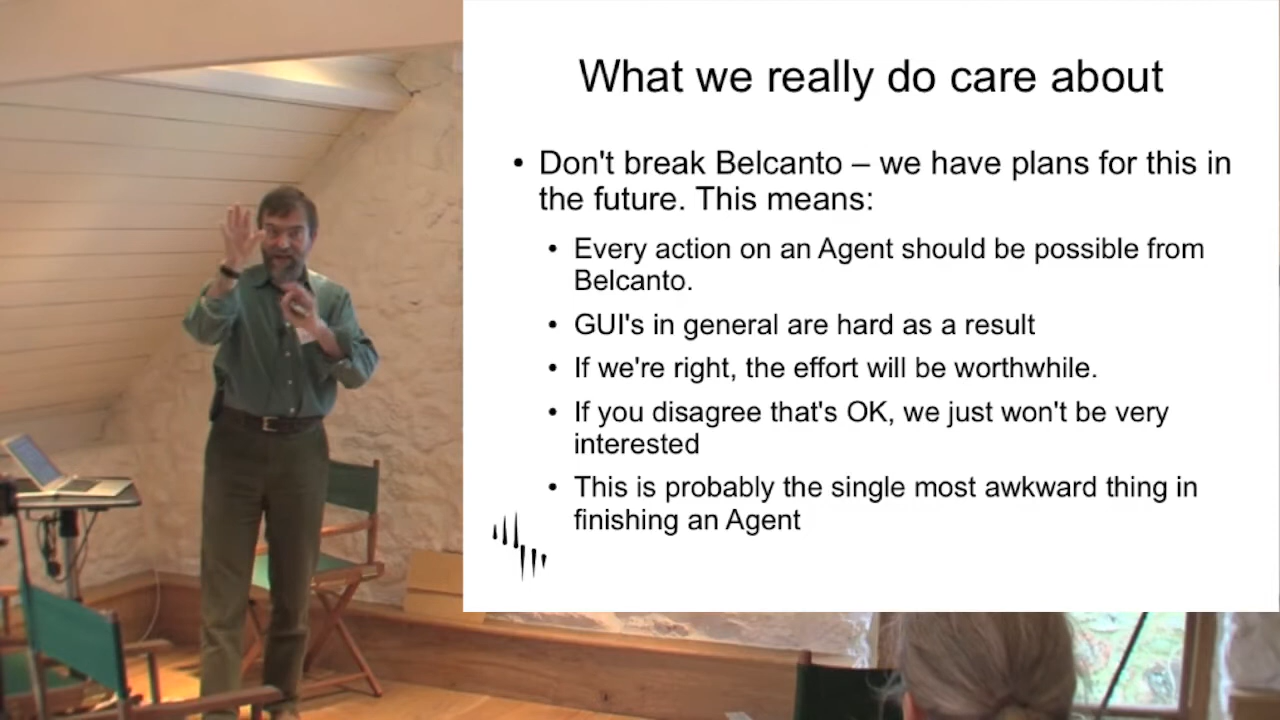 What we really do care about
• Don't break Belcanto – we have plans for this in
the future. This means:
• Every action on an Agent should be possible from
Belcanto.
• GUI's in general are hard as a result
• If we're right, the effort will be worthwhile.
• If you disagree that's OK, we just won't be very
interested
• This is probably the single most awkward thing in
finishing an Agent